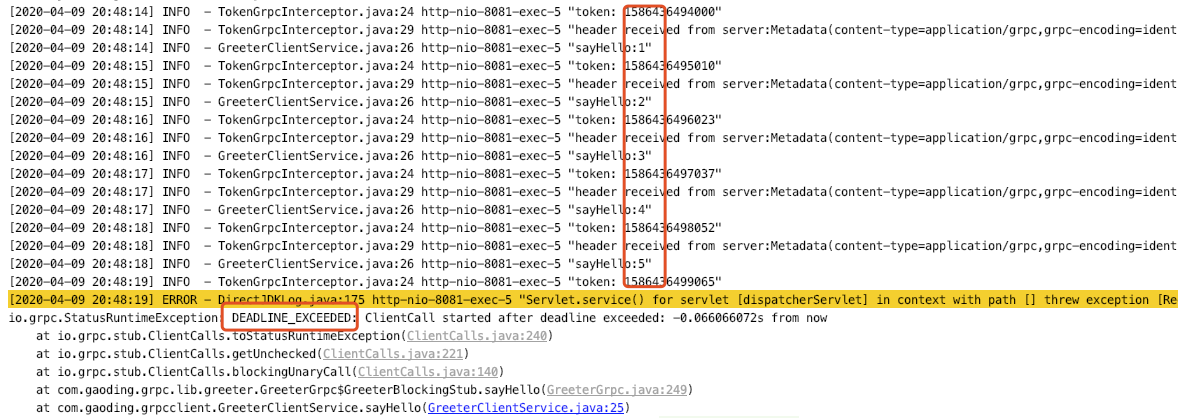 [2020-04-09 20:48:14] INFO  - TokenGrpcInterceptor.java:24 http-nio-8081-exec-5 "token: 1586436494000"
[2020-04-09 20:48:14] INFO  - TokenGrpcInterceptor.java:29 http-nio-8081-exec-5 "header received from server:Metadata(content-type=application/grpc,grpc-encoding=ident
[2020-04-09 20:48:14] INFO  - GreeterClientService.java:26 http-nio-8081-exec-5 "sayHello:1"
[2020-04-09 20:48:15] INFO  - TokenGrpcInterceptor.java:24 http-nio-8081-exec-5 "token: 1586436495010"
[2020-04-09 20:48:15] INFO  - TokenGrpcInterceptor.java:29 http-nio-8081-exec-5 "header received from server:Metadata(content-type=application/grpc,grpc-encoding=ident
[2020-04-09 20:48:15] INFO  - GreeterClientService.java:26 http-nio-8081-exec-5 "sayHello:2"
[2020-04-09 20:48:16] INFO  - TokenGrpcInterceptor.java:24 http-nio-8081-exec-5 "token: 1586436496023"
[2020-04-09 20:48:16] INFO  - TokenGrpcInterceptor.java:29 http-nio-8081-exec-5 "header received from server:Metadata(content-type=application/grpc,grpc-encoding=ident
[2020-04-09 20:48:16] INFO  - GreeterClientService.java:26 http-nio-8081-exec-5 "sayHello:3"
[2020-04-09 20:48:17] INFO  - TokenGrpcInterceptor.java:24 http-nio-8081-exec-5 "token: 1586436497037"
[2020-04-09 20:48:17] INFO  - TokenGrpcInterceptor.java:29 http-nio-8081-exec-5 "header received from server:Metadata(content-type=application/grpc,grpc-encoding=ident
[2020-04-09 20:48:17] INFO  - GreeterClientService.java:26 http-nio-8081-exec-5 "sayHello:4"
[2020-04-09 20:48:18] INFO  - TokenGrpcInterceptor.java:24 http-nio-8081-exec-5 "token: 1586436498052"
[2020-04-09 20:48:18] INFO  - TokenGrpcInterceptor.java:29 http-nio-8081-exec-5 "header received from server:Metadata(content-type=application/grpc,grpc-encoding=ident
[2020-04-09 20:48:18] INFO  - GreeterClientService.java:26 http-nio-8081-exec-5 "sayHello:5"
[2020-04-09 20:48:19] INFO  - TokenGrpcInterceptor.java:24 http-nio-8081-exec-5 "token: 1586436499065"
[2020-04-09 20:48:19] ERROR - DirectJDKLog.java:175 http-nio-8081-exec-5 "Servlet.service() for servlet [dispatcherServlet] in context with path [] threw exception [Re
io.grpc.StatusRuntimeException: DEADLINE_EXCEEDED: ClientCall started after deadline exceeded: -0.066066072s from now
    at io.grpc.stub.ClientCalls.toStatusRuntimeException(ClientCalls.java:240)
    at io.grpc.stub.ClientCalls.getUnchecked(ClientCalls.java:221)
    at io.grpc.stub.ClientCalls.blockingUnaryCall(ClientCalls.java:140)
    at com.gaoding.grpc.lib.greeter.GreeterGrpc$GreeterBlockingStub.sayHello(GreeterGrpc.java:249)
    at com.gaoding.grpcclient.GreeterClientService.sayHello(GreeterClientService.java:25)